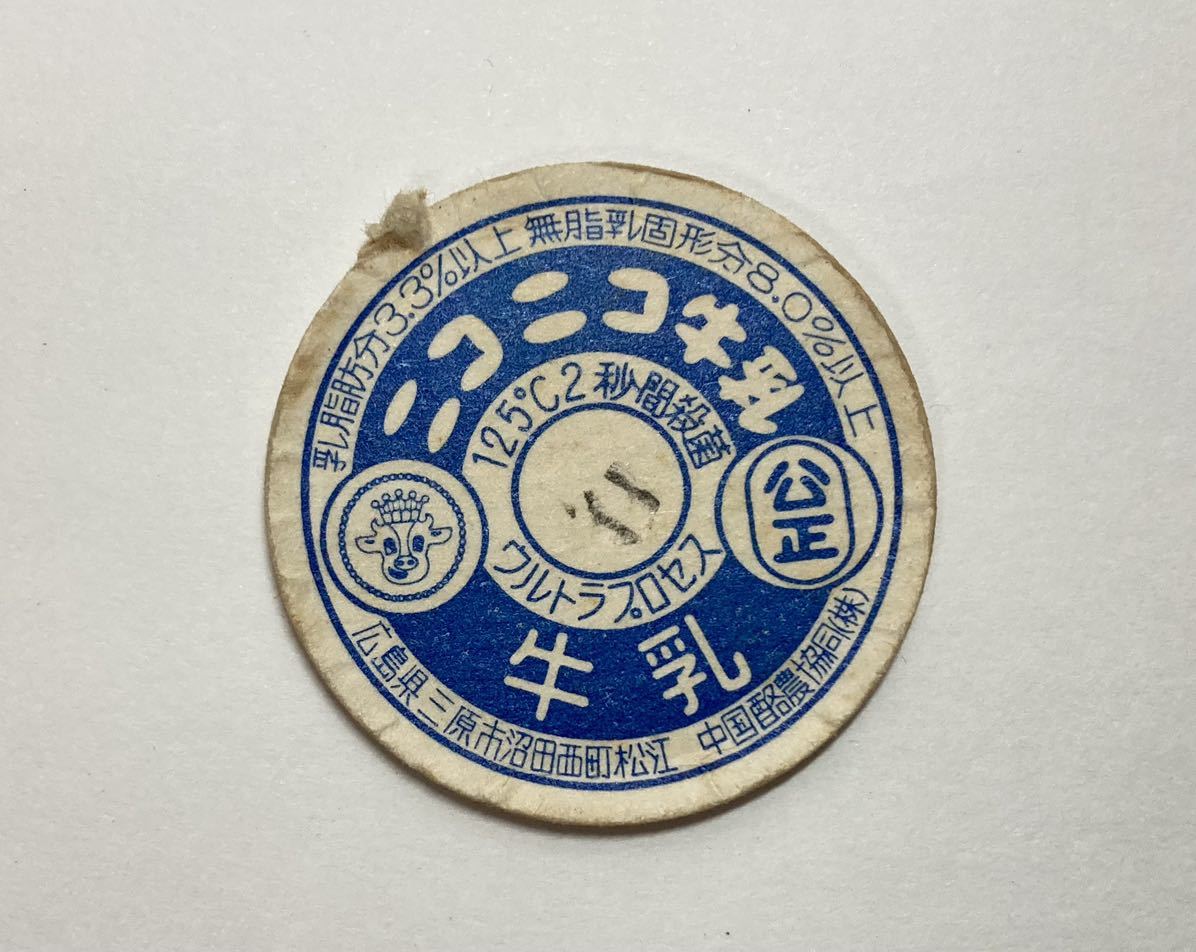 乳脂肪分3.3%以上 無脂乳固形分8.0%以上
ニコニコ牛乳
125℃2秒間殺菌
11
ウルトラプロセス
公正
牛乳
広島県三原市沼田西町松江 中国酪農協同(株)